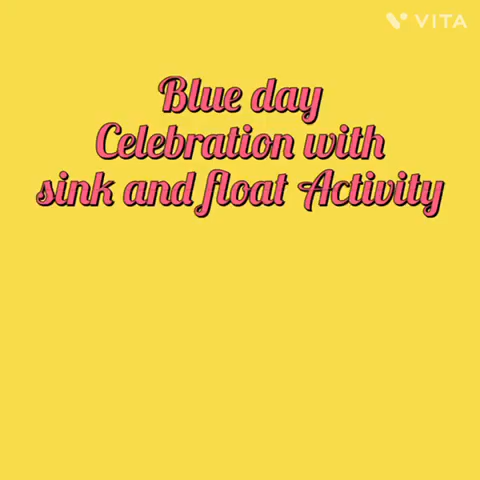 VITA
Blue day
Celebration with
sink and float Activity